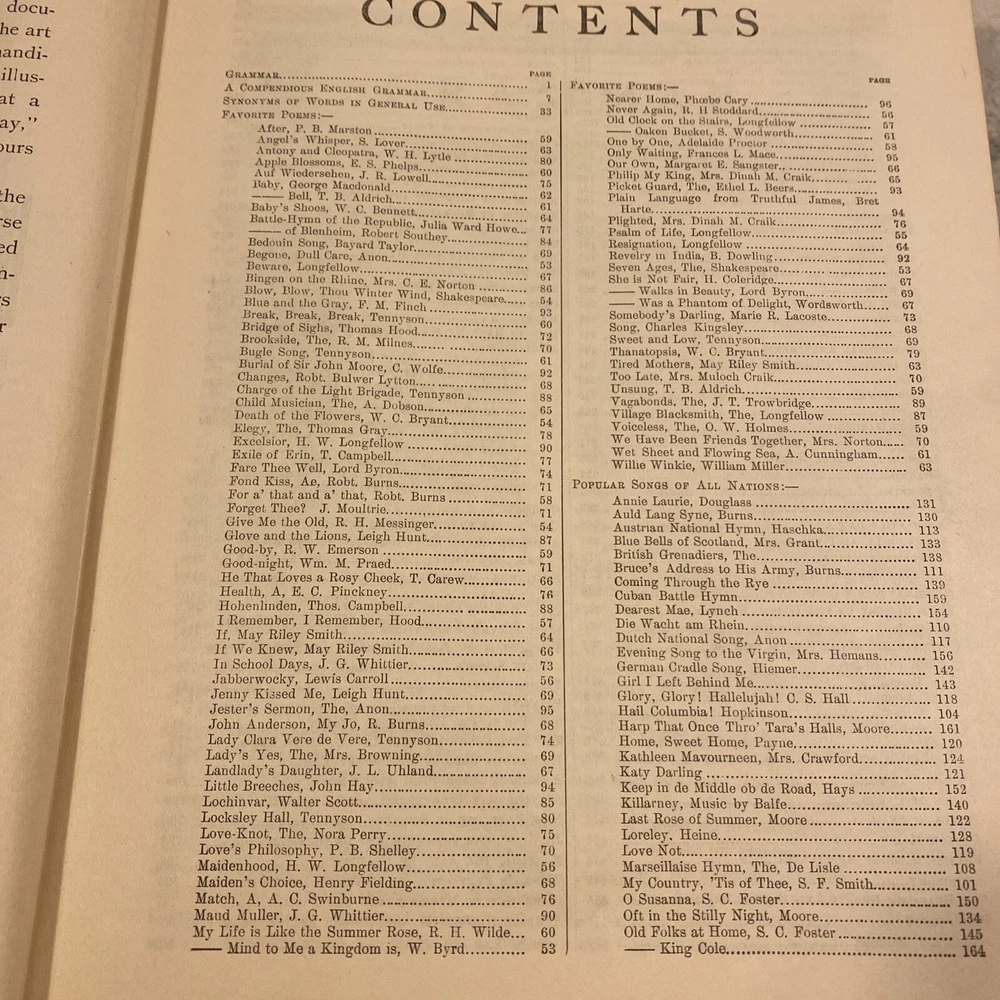 docu-
he art
andi-
illus-
at a
ay,"
ours
the
rse
ed
n-
rs
r
CONTENTS
PAGE
GRAMMAR........ 1
A COMPENDIOUS ENGLISH GRAMMAR........ 7
SYNONYMS OF WORDS IN GENERAL USE........ 33
FAVORITE POEMS:—
After, P. B. Marston ........ 59
Angel's Whisper, S. Lover........ 63
Antony and Cleopatra, W. H. Lytle ........ 80
Apple Blossoms, E. S. Phelps........ 60
Auf Wiedersehen, J. R. Lowell........ 75
Baby, George Macdonald........ 62
—— Bell, T. B. Aldrich........ 61
Baby's Shoes, W. C. Bennett........ 64
Battle-Hymn of the Republic, Julia Ward Howe... 77
—— of Blenheim, Robert Southey........ 84
Bedouin Song, Bayard Taylor........ 69
Begone, Dull Care, Anon........ 53
Beware, Longfellow........ 67
Bingen on the Rhine, Mrs. C. E. Norton ........ 86
Blow, Blow, Thou Winter Wind, Shakespeare...... 54
Blue and the Gray, F. M. Finch ........ 93
Break, Break, Break, Tennyson........ 60
Bridge of Sighs, Thomas Hood........ 72
Brookside, The, R. M. Milnes........ 70
Bugle Song, Tennyson........ 61
Burial of Sir John Moore, C. Wolfe........ 92
Changes, Robt. Bulwer Lytton........ 68
Charge of the Light Brigade, Tennyson ........ 88
Child Musician, The, A. Dobson........ 65
Death of the Flowers, W. C. Bryant........ 54
Elegy, The, Thomas Gray........ 78
Excelsior, H. W. Longfellow ........ 90
Exile of Erin, T. Campbell........ 77
Fare Thee Well, Lord Byron........ 74
Fond Kiss, Ae, Robt. Burns........ 71
For a' that and a' that, Robt. Burns ........ 58
Forget Thee? J. Moultrie........ 71
Give Me the Old, R. H. Messinger........ 54
Glove and the Lions, Leigh Hunt........ 87
Good-by, R. W. Emerson ........ 59
Good-night, Wm. M. Praed........ 71
He That Loves a Rosy Cheek, T. Carew........ 66
Health, A, E. C. Pinckney........ 76
Hohenlinden, Thos. Campbell........ 88
I Remember, I Remember, Hood........ 57
If, May Riley Smith........ 64
If We Knew, May Riley Smith........ 66
In School Days, J. G. Whittier........ 73
Jabberwocky, Lewis Carroll ........ 56
Jenny Kissed Me, Leigh Hunt........ 69
Jester's Sermon, The, Anon........ 95
John Anderson, My Jo, R. Burns........ 68
Lady Clara Vere de Vere, Tennyson........ 74
Lady's Yes, The, Mrs. Browning........ 69
Landlady's Daughter, J. L. Uhland........ 67
Little Breeches, John Hay........ 94
Lochinvar, Walter Scott........ 85
Locksley Hall, Tennyson........ 80
Love-Knot, The, Nora Perry........ 75
Love's Philosophy, P. B. Shelley........ 70
Maidenhood, H. W. Longfellow........ 56
Maiden's Choice, Henry Fielding........ 68
Match, A, A. C. Swinburne ........ 76
Maud Muller, J. G. Whittier........ 90
My Life is Like the Summer Rose, R. H. Wilde... 60
—— Mind to Me a Kingdom is, W. Byrd........ 53
PAGE
FAVORITE POEMS:—
Nearer Home, Phœbe Cary ........ 96
Never Again, R. H Stoddard........ 56
Old Clock on the Stairs, Longfellow ........ 57
—— Oaken Bucket, S. Woodworth........ 61
One by One, Adelaide Proctor ........ 58
Only Waiting, Frances L. Mace........ 95
Our Own, Margaret E. Sangster........ 66
Philip My King, Mrs. Dinah M. Craik........ 65
Picket Guard, The, Ethel L. Beers........ 93
Plain Language from Truthful James, Bret
Harte........ 94
Plighted, Mrs. Dinah M. Craik........ 76
Psalm of Life, Longfellow........ 55
Resignation, Longfellow ........ 64
Revelry in India, B. Dowling ........ 92
Seven Ages, The, Shakespeare........ 53
She is Not Fair, H. Coleridge........ 67
—— Walks in Beauty, Lord Byron........ 69
—— Was a Phantom of Delight, Wordsworth...... 67
Somebody's Darling, Marie R. Lacoste........ 73
Song, Charles Kingsley ........ 68
Sweet and Low, Tennyson........ 69
Thanatopsis, W. C. Bryant........ 79
Tired Mothers, May Riley Smith........ 63
Too Late, Mrs. Muloch Craik........ 70
Unsung, T. B. Aldrich........ 59
Vagabonds, The, J. T. Trowbridge........ 89
Village Blacksmith, The, Longfellow ........ 87
Voiceless, The, O. W. Holmes........ 59
We Have Been Friends Together, Mrs. Norton..... 70
Wet Sheet and Flowing Sea, A. Cunningham...... 61
Willie Winkie, William Miller........ 63
POPULAR SONGS OF ALL NATIONS:—
Annie Laurie, Douglass ........ 131
Auld Lang Syne, Burns........ 130
Austrian National Hymn, Haschka........ 113
Blue Bells of Scotland, Mrs. Grant........ 133
British Grenadiers, The........ 138
Bruce's Address to His Army, Burns........ 111
Coming Through the Rye ........ 139
Cuban Battle Hymn........ 159
Dearest Mae, Lynch ........ 154
Die Wacht am Rhein........ 110
Dutch National Song, Anon ........ 117
Evening Song to the Virgin, Mrs. Hemans........ 156
German Cradle Song, Hiemer........ 142
Girl I Left Behind Me........ 143
Glory, Glory! Hallelujah! C. S. Hall ........ 118
Hail Columbia! Hopkinson........ 104
Harp That Once Thro' Tara's Halls, Moore........ 161
Home, Sweet Home, Payne........ 120
Kathleen Mavourneen, Mrs. Crawford........ 124
Katy Darling ........ 121
Keep in de Middle ob de Road, Hays ........ 152
Killarney, Music by Balfe........ 140
Last Rose of Summer, Moore ........ 122
Loreley, Heine........ 128
Love Not........ 119
Marseillaise Hymn, The, De Lisle ........ 108
My Country, 'Tis of Thee, S. F. Smith........ 101
O Susanna, S. C. Foster........ 150
Oft in the Stilly Night, Moore........ 134
Old Folks at Home, S. C. Foster ........ 145
—— King Cole........ 164